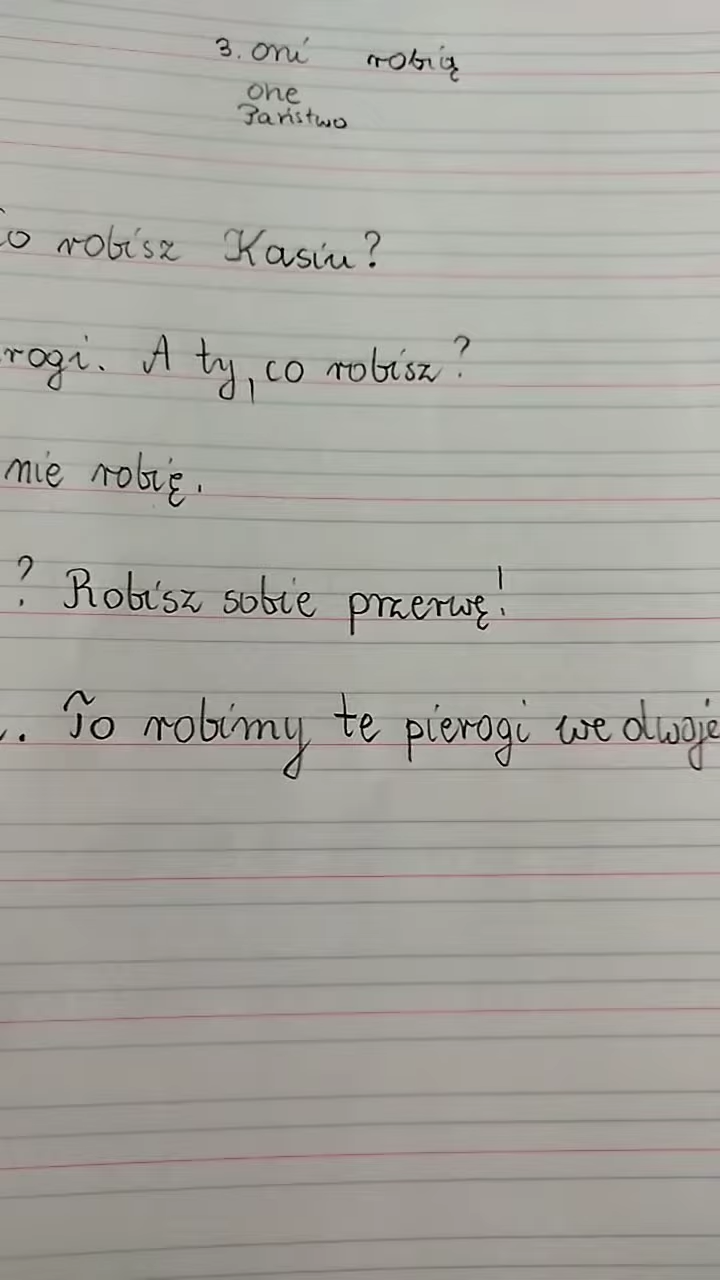 3. oni robią
one
Państwo
Co robisz Kasiu?
rogi. A ty, co robisz?
nie robię.
? Robisz sobie przerwę!
. To robimy te pierogi we dwoje